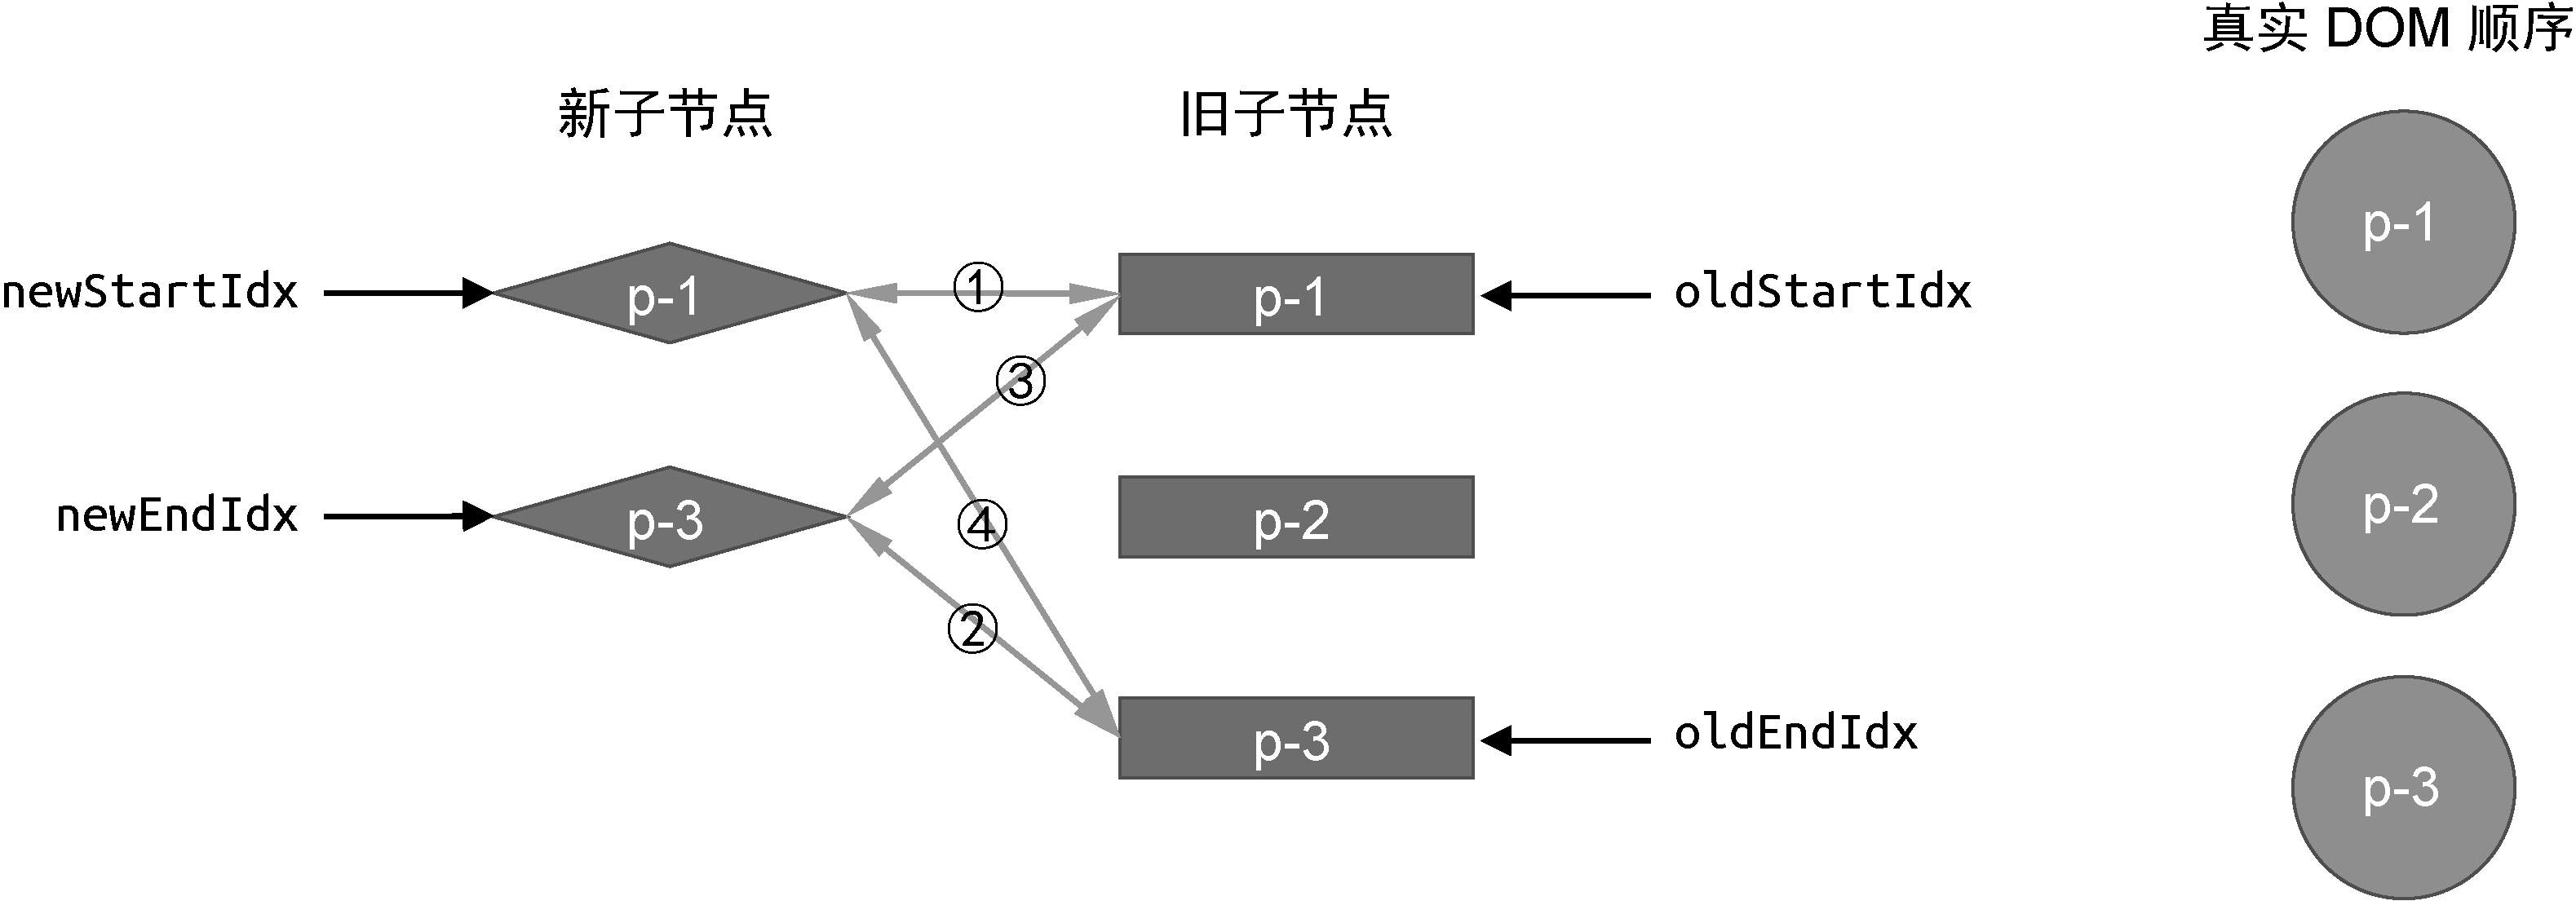 真实 DOM 顺序
新子节点
旧子节点
newStartIdx
p-1
①
p-1
oldStartIdx
p-1
③
newEndIdx
p-3
④
p-2
p-2
②
p-3
oldEndIdx
p-3